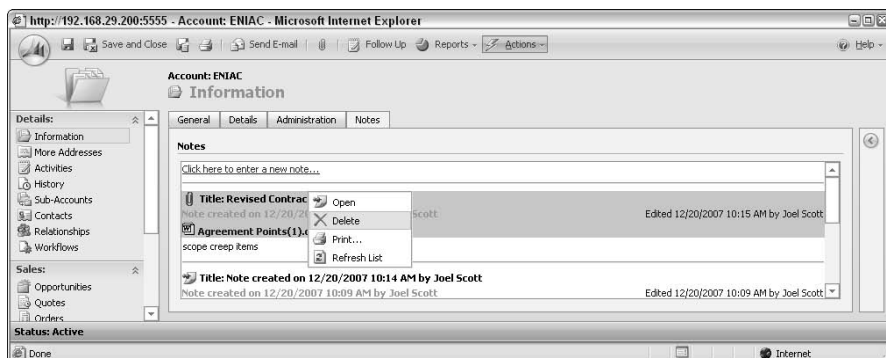 http://192.168.29.200:5555 - Account: ENIAC - Microsoft Internet Explorer
Save and Close Send E-mail Follow Up Reports Actions Help
Account: ENIAC
Information
Details:
Information
More Addresses
Activities
History
Sub-Accounts
Contacts
Relationships
Workflows
Sales:
Opportunities
Quotes
Orders
General Details Administration Notes
Notes
Click here to enter a new note...
Title: Revised Contrac
Note created on 12/20/20 Scott Edited 12/20/2007 10:15 AM by Joel Scott
Agreement Points(1).
scope creep items
Open
Delete
Print...
Refresh List
Title: Note created on 12/20/2007 10:14 AM by Joel Scott
Note created on 12/20/2007 10:09 AM by Joel Scott Edited 12/20/2007 10:09 AM by Joel Scott
Status: Active
Done Internet